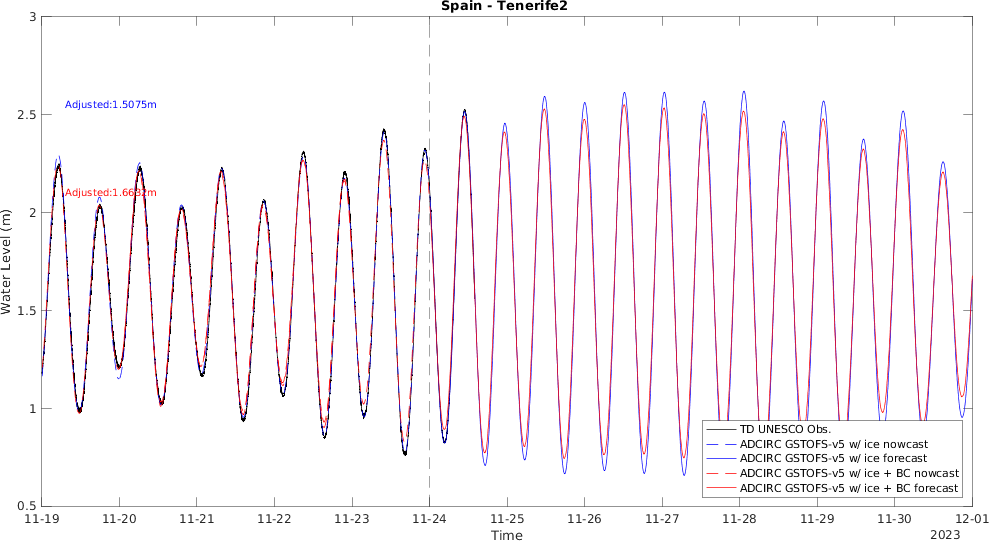 Spain - Tenerife2
3
2.5
2
1.5
1
0.5
Water Level (m)
Adjusted:1.5075m
Adjusted:1.6632m
TD UNESCO Obs.
ADCIRC GSTOFS-v5 w/ ice nowcast
ADCIRC GSTOFS-v5 w/ ice forecast
ADCIRC GSTOFS-v5 w/ ice + BC nowcast
ADCIRC GSTOFS-v5 w/ ice + BC forecast
11-19 11-20 11-21 11-22 11-23 11-24 11-25 11-26 11-27 11-28 11-29 11-30 12-01
Time
2023